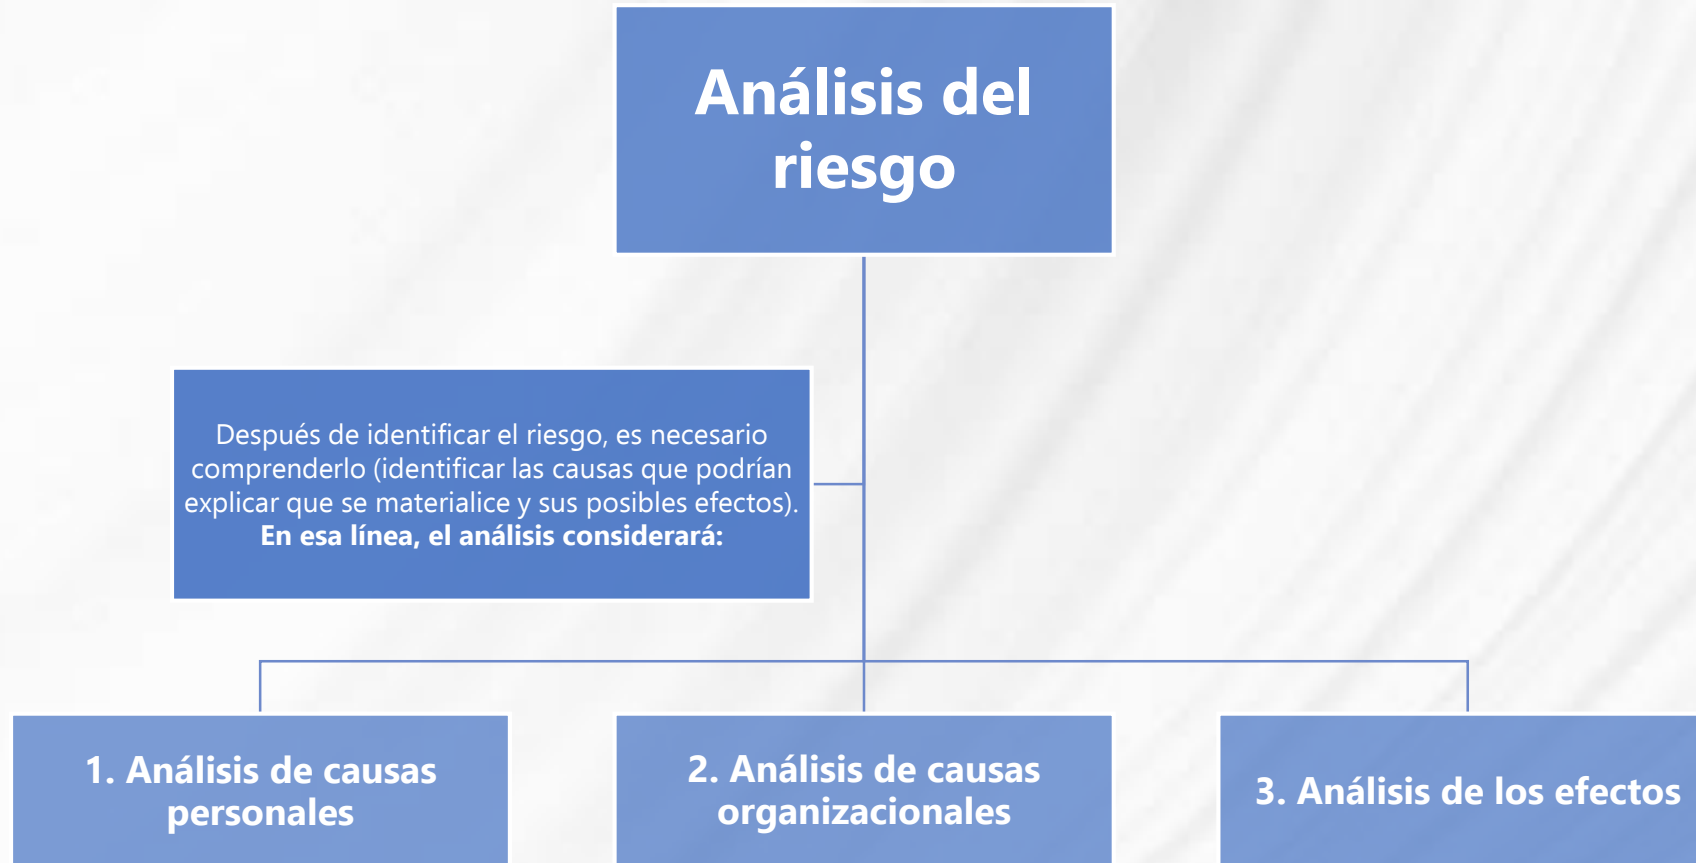 Análisis del
riesgo
Después de identificar el riesgo, es necesario
comprenderlo (identificar las causas que podrían
explicar que se materialice y sus posibles efectos).
En esa línea, el análisis considerará:
1. Análisis de causas
personales
2. Análisis de causas
organizacionales
3. Análisis de los efectos